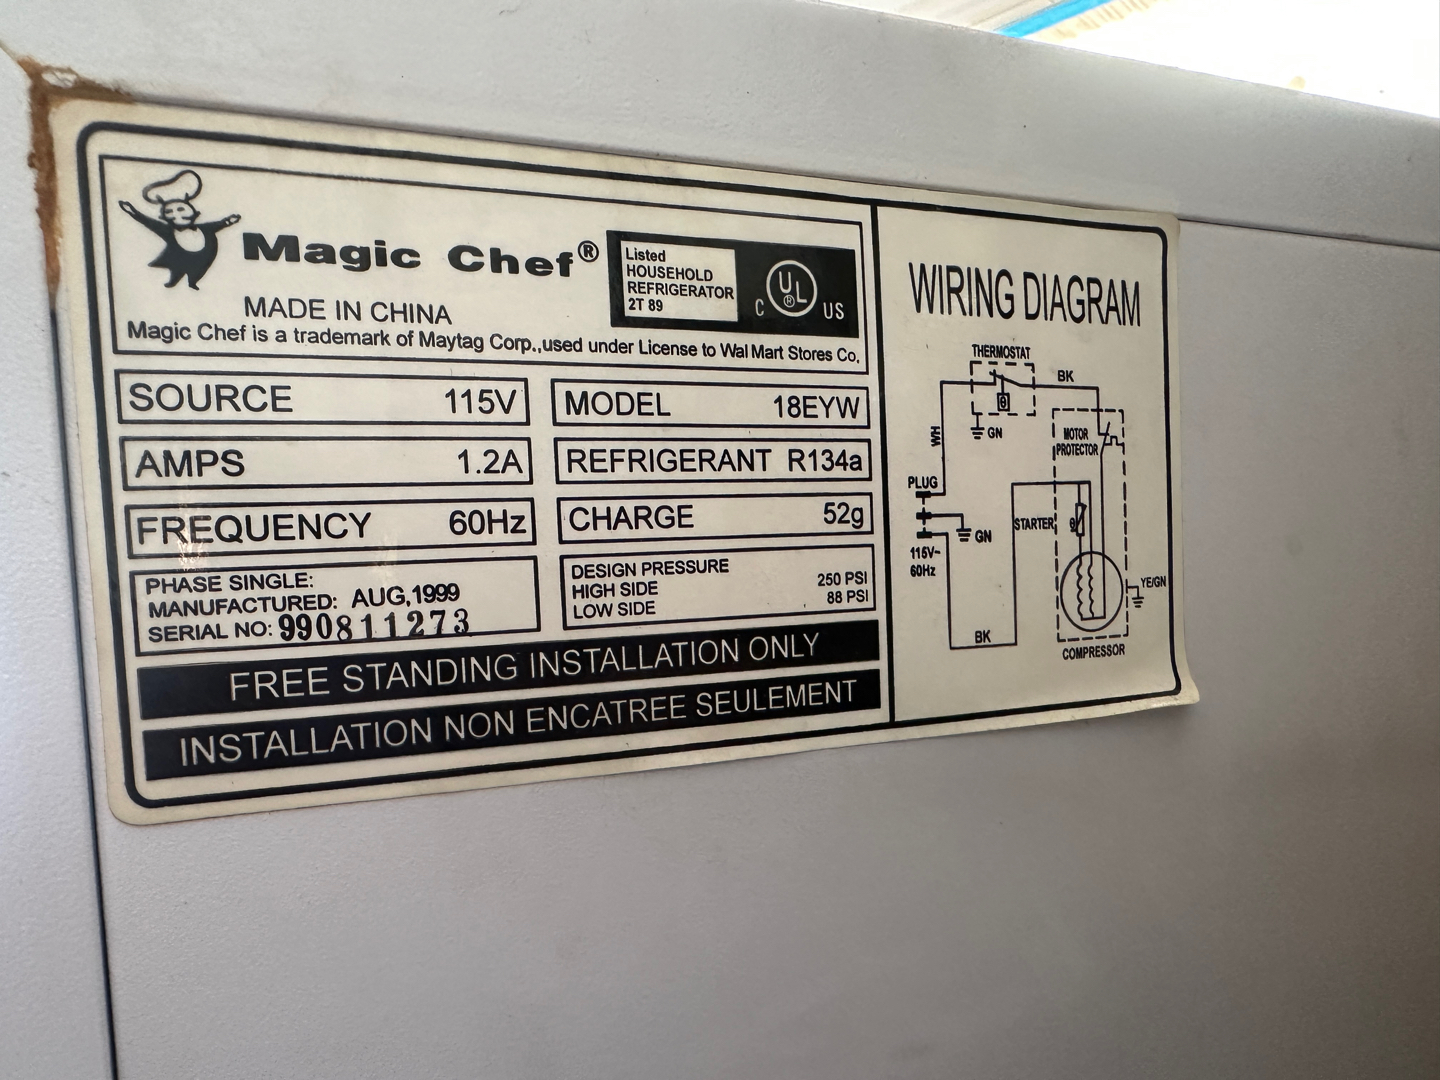 Magic Chef®
MADE IN CHINA
Listed
HOUSEHOLD
REFRIGERATOR
2T 89
C UL® US
Magic Chef is a trademark of Maytag Corp.,used under License to Wal Mart Stores Co.
SOURCE 115V
MODEL 18EYW
AMPS 1.2A
REFRIGERANT R134a
FREQUENCY 60Hz
CHARGE 52g
PHASE SINGLE:
MANUFACTURED: AUG,1999
SERIAL NO: 990811273
DESIGN PRESSURE
HIGH SIDE 250 PSI
LOW SIDE 88 PSI
FREE STANDING INSTALLATION ONLY
INSTALLATION NON ENCATREE SEULEMENT
WIRING DIAGRAM
THERMOSTAT
BK
θ
GN
WH
MOTOR
PROTECTOR
PLUG
GN
STARTER
θ
115V~
60Hz
YE/GN
BK
COMPRESSOR